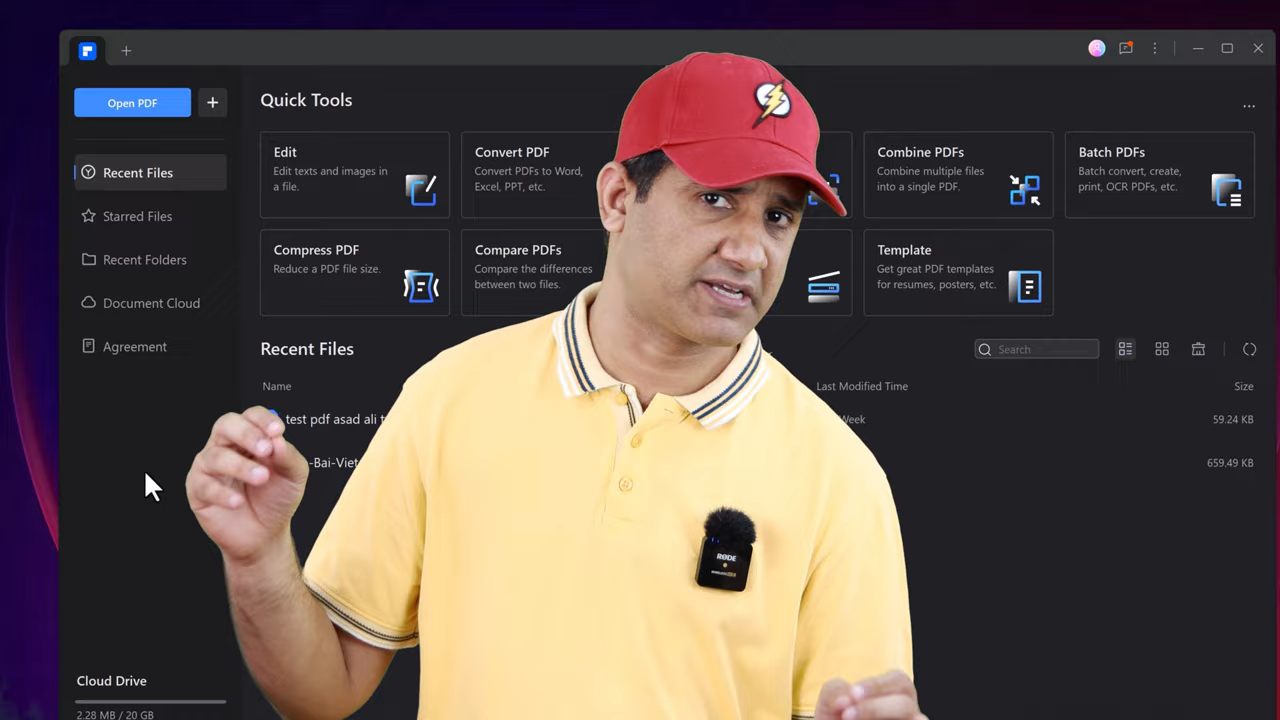 Open PDF
Recent Files
Starred Files
Recent Folders
Document Cloud
Agreement
Cloud Drive
2.28 MB / 20 GB
Quick Tools
Edit
Edit texts and images in
a file.
Convert PDF
Convert PDFs to Word,
Excel, PPT, etc.
Combine PDFs
Combine multiple files
into a single PDF.
Batch PDFs
Batch convert, create,
print, OCR PDFs, etc.
Compress PDF
Reduce a PDF file size.
Compare PDFs
Compare the differences
between two files.
Template
Get great PDF templates
for resumes, posters, etc.
Recent Files
Search
Name
Last Modified Time
Size
test pdf asad ali
Week
59.24 KB
-Bai-Viet
659.49 KB
RØDE